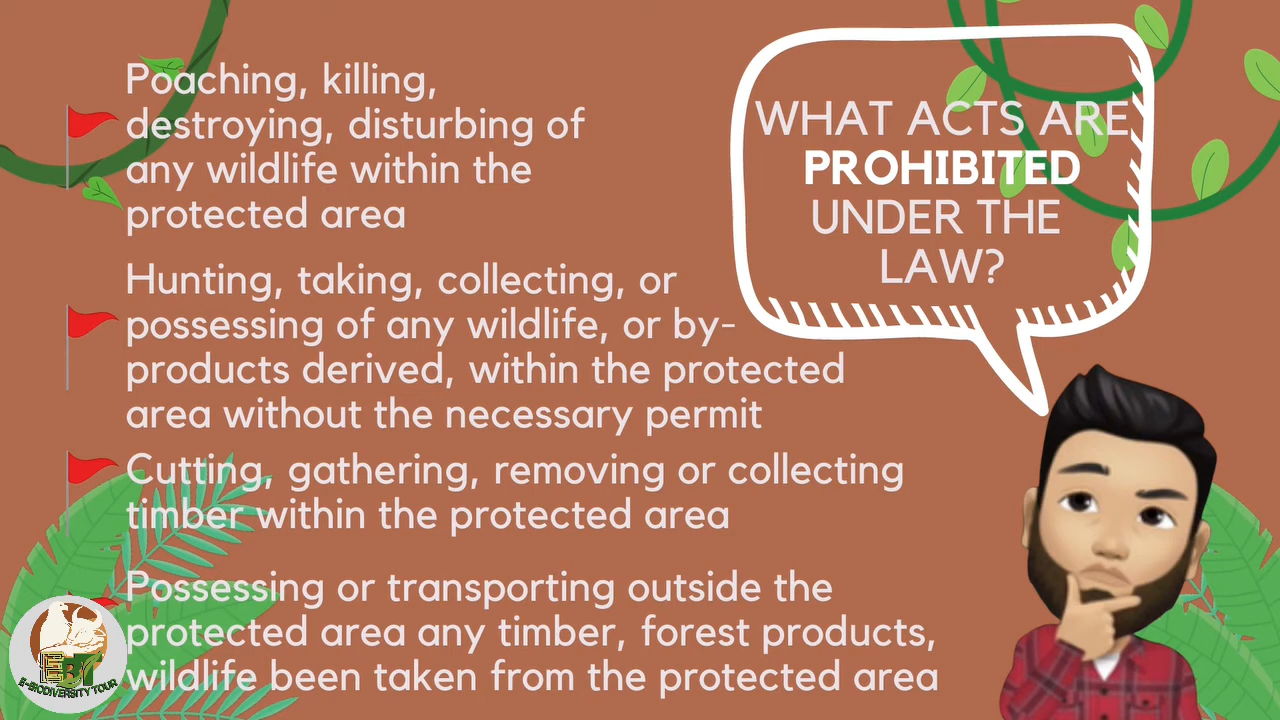 Poaching, killing,
destroying, disturbing of
any wildlife within the
protected area
Hunting, taking, collecting, or
possessing of any wildlife, or by-
products derived, within the protected
area without the necessary permit
Cutting, gathering, removing or collecting
timber within the protected area
Possessing or transporting outside the
protected area any timber, forest products,
wildlife been taken from the protected area
WHAT ACTS ARE
PROHIBITED
UNDER THE
LAW?
E-BIODIVERSITY TOUR